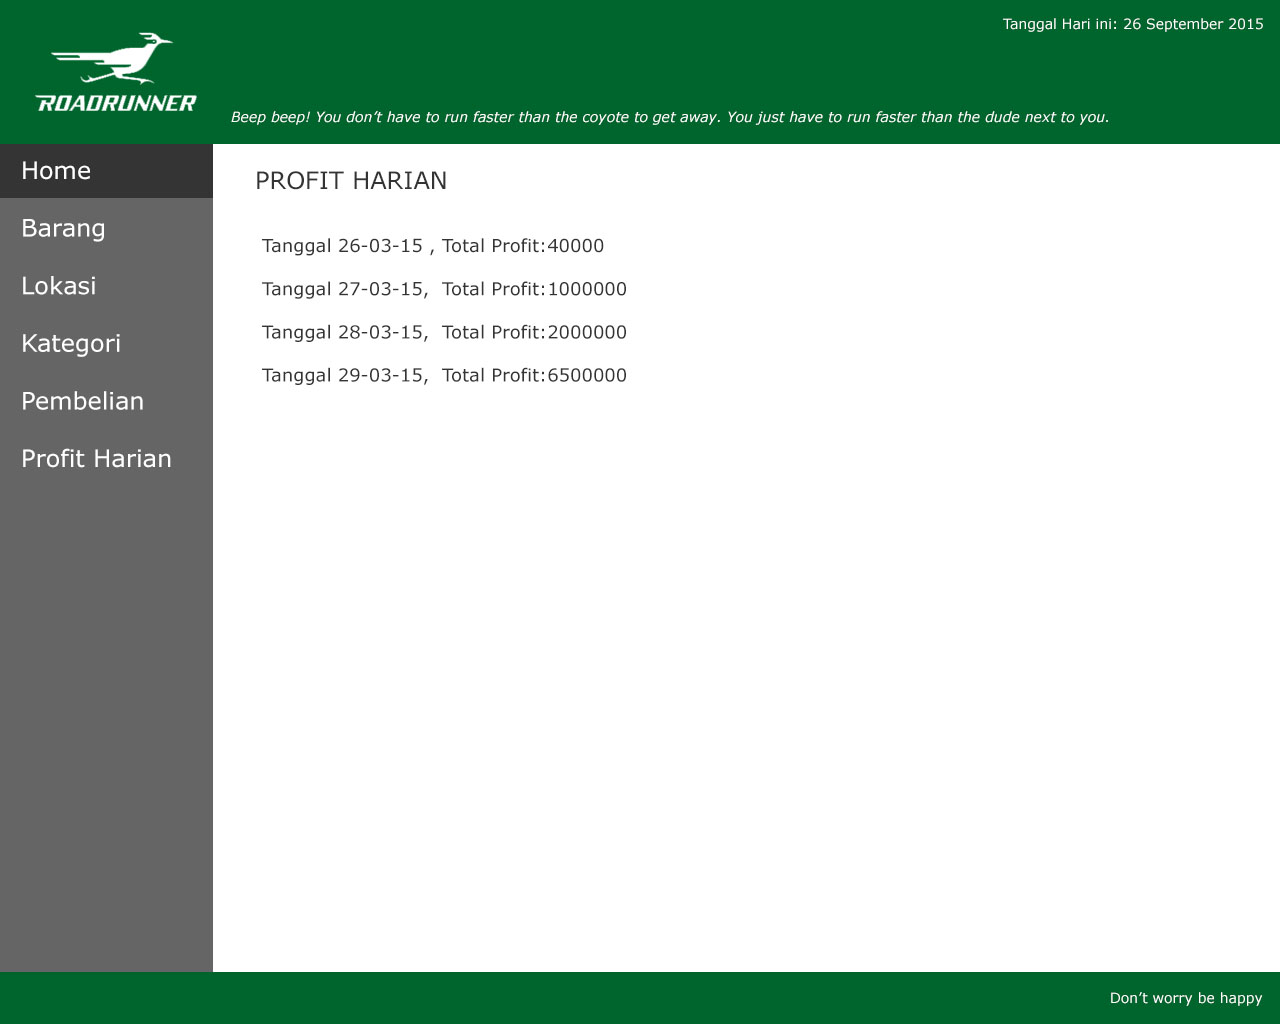 Tanggal Hari ini: 26 September 2015
ROADRUNNER
Beep beep! You don’t have to run faster than the coyote to get away. You just have to run faster than the dude next to you.
Home
Barang
Lokasi
Kategori
Pembelian
Profit Harian
PROFIT HARIAN
Tanggal 26-03-15 , Total Profit:40000
Tanggal 27-03-15,  Total Profit:1000000
Tanggal 28-03-15,  Total Profit:2000000
Tanggal 29-03-15,  Total Profit:6500000
Don’t worry be happy